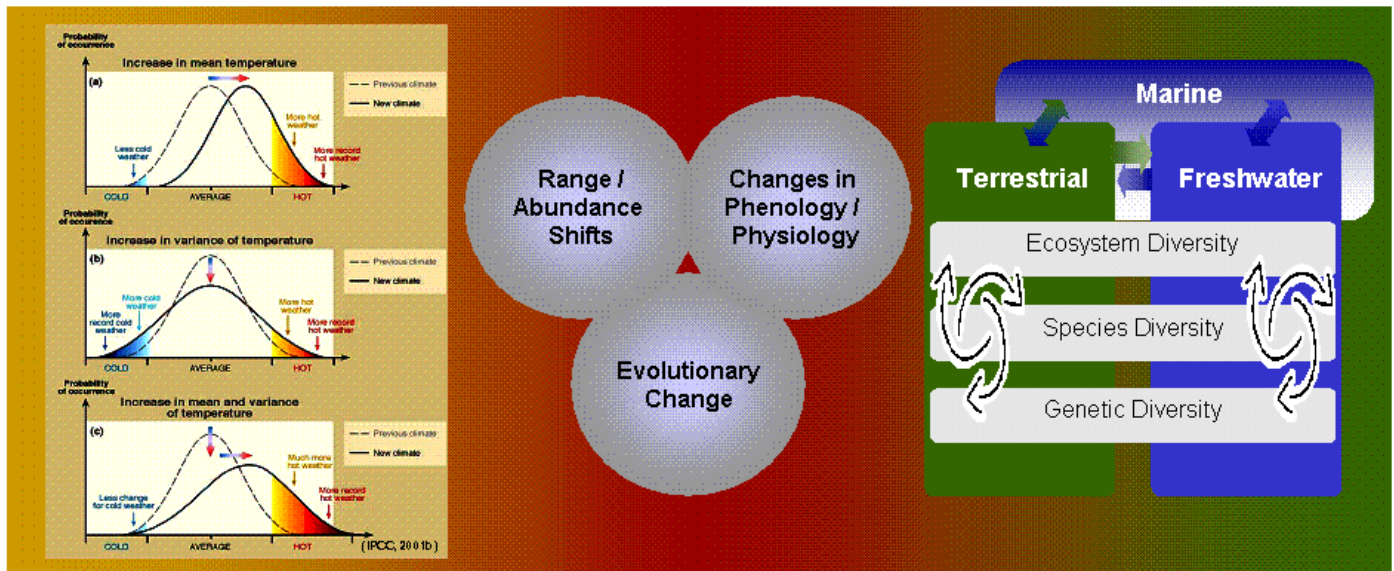 Probability
of occurrence
Increase in mean temperature
(a)
Previous climate
New climate
Less cold
weather
More hot
weather
More record
hot weather
COLD
AVERAGE
HOT
Probability
of occurrence
Increase in variance of temperature
(b)
Previous climate
New climate
More cold
weather
More
record cold
weather
More hot
weather
More record
hot weather
COLD
AVERAGE
HOT
Probability
of occurrence
Increase in mean and variance
of temperature
(c)
Previous climate
New climate
Much more
hot weather
Less change
for cold weather
More record
hot weather
COLD
AVERAGE
HOT
(IPCC, 2001b)
Range /
Abundance
Shifts
Changes in
Phenology /
Physiology
Evolutionary
Change
Marine
Terrestrial
Freshwater
Ecosystem Diversity
Species Diversity
Genetic Diversity